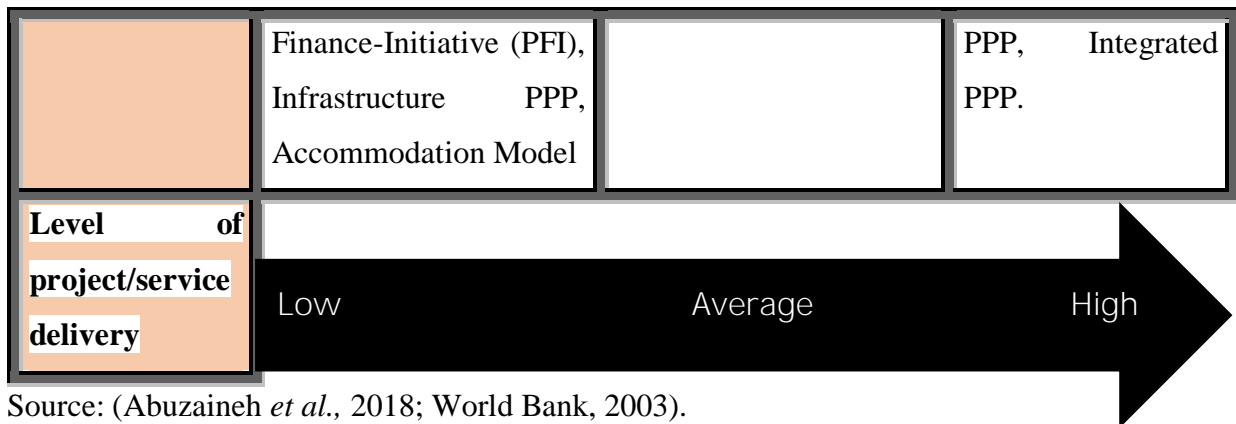 Finance-Initiative (PFI),
Infrastructure PPP,
Accommodation Model
PPP, Integrated
PPP.
Level of
project/service
delivery
Low Average High
Source: (Abuzaineh et al., 2018; World Bank, 2003).